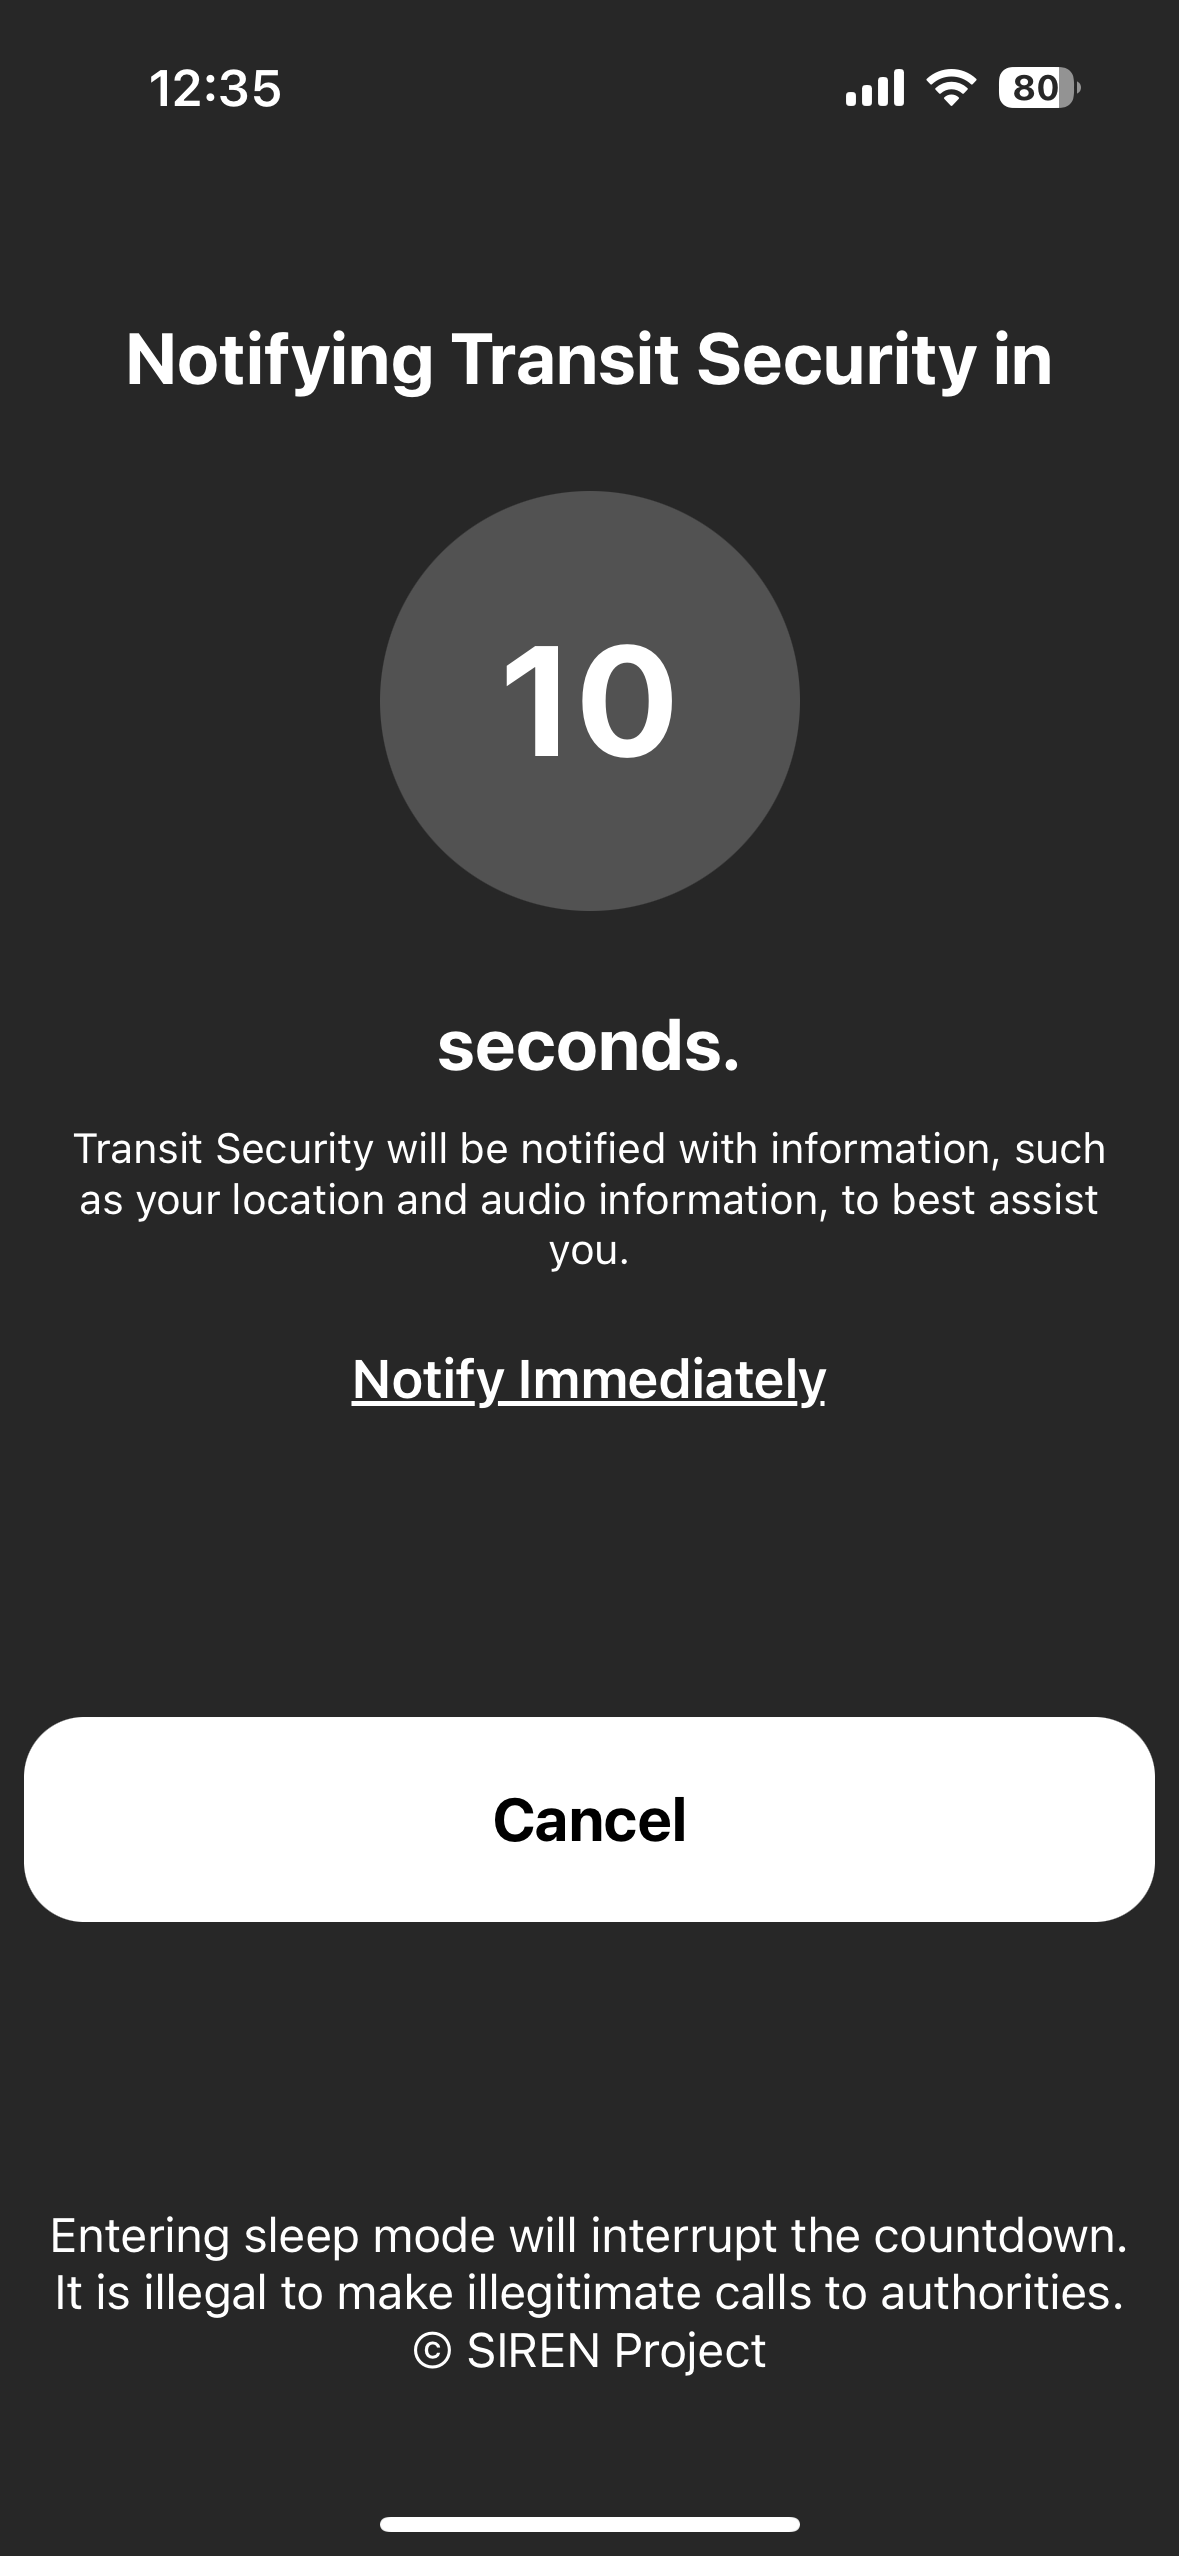 12:35
80
Notifying Transit Security in
10
seconds.
Transit Security will be notified with information, such
as your location and audio information, to best assist
you.
Notify Immediately
Cancel
Entering sleep mode will interrupt the countdown.
It is illegal to make illegitimate calls to authorities.
© SIREN Project